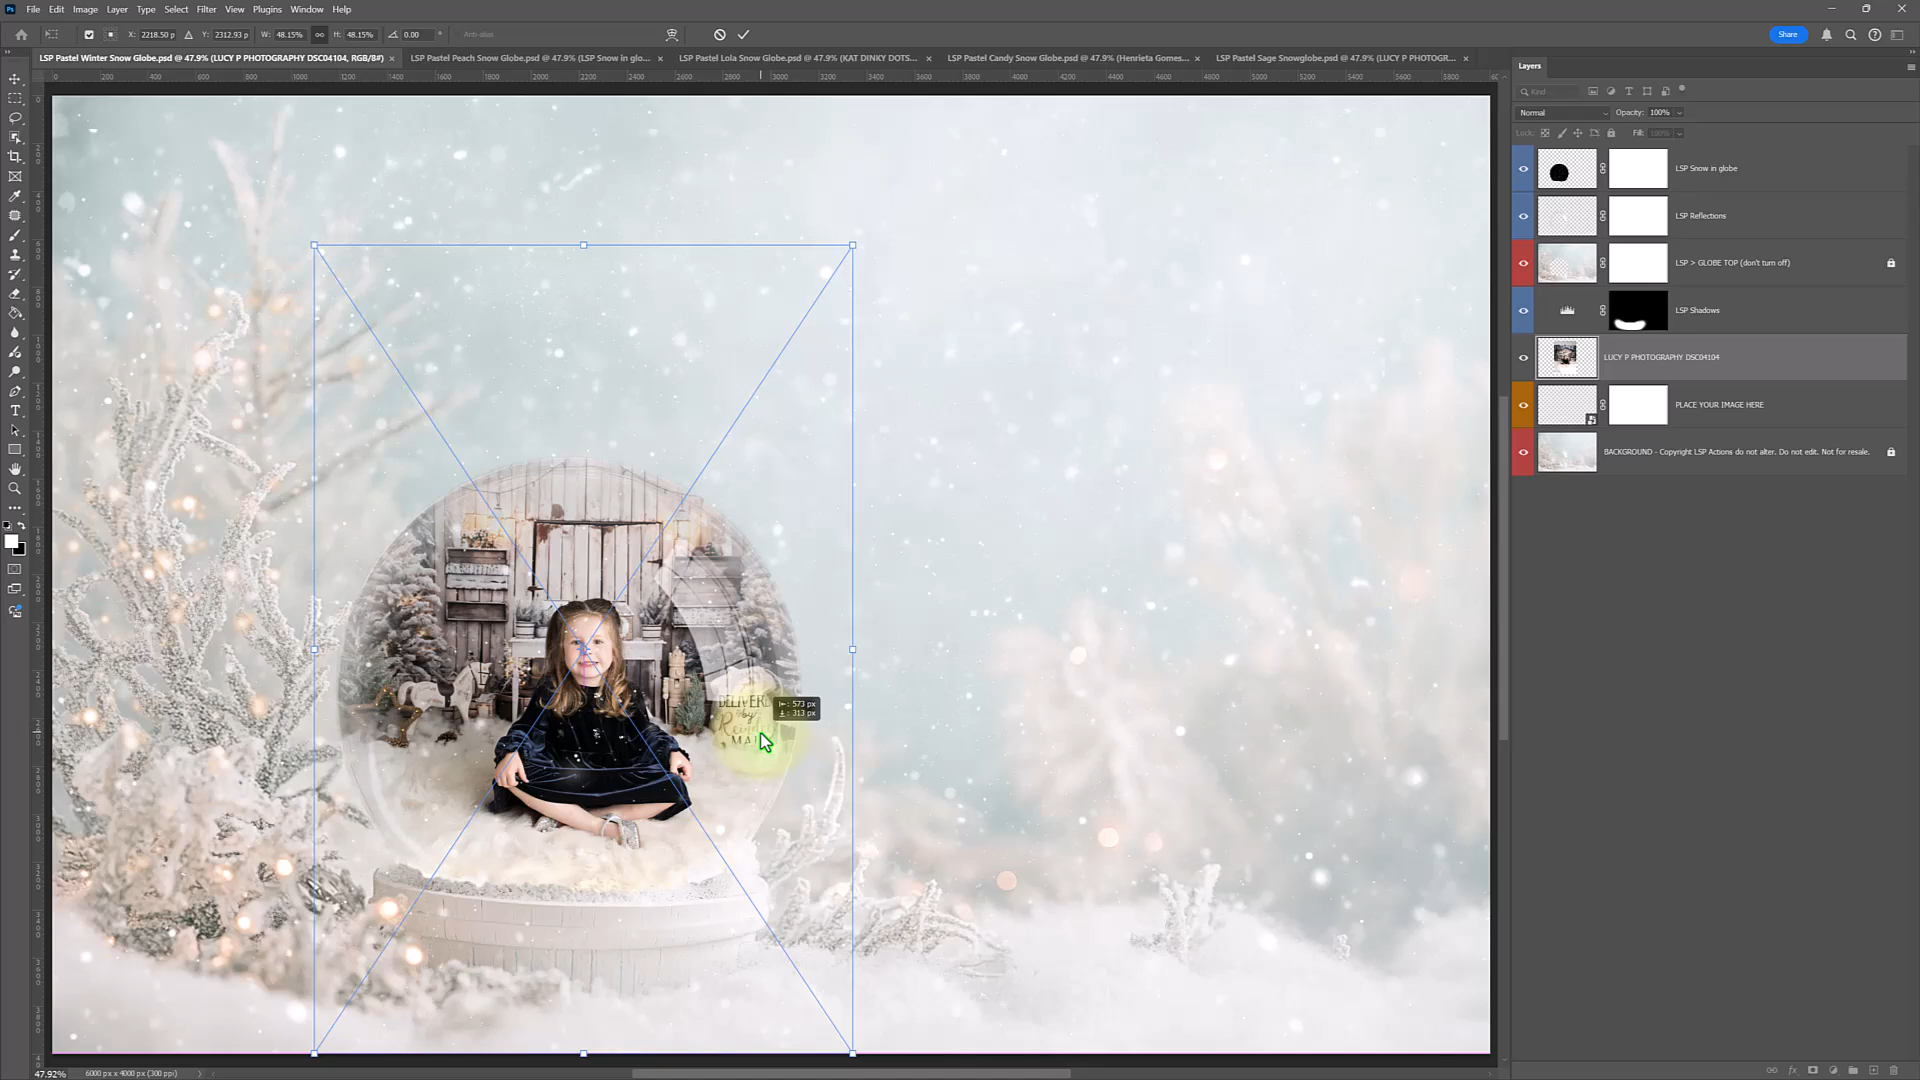 File Edit Image Layer Type Select Filter View Plugins Window Help
X: 2218.50 p Y: 2312.93 p W: 48.15% H: 48.15% 0.00 ° Anti-alias Share
LSP Pastel Winter Snow Globe.psd @ 47.9% (LUCY P PHOTOGRAPHY DSC04104, RGB/8#) × LSP Pastel Peach Snow Globe.psd @ 47.9% (LSP Snow in glo... × LSP Pastel Lola Snow Globe.psd @ 47.9% (KAT DINKY DOTS... × LSP Pastel Candy Snow Globe.psd @ 47.9% (Henrieta Gomes... × LSP Pastel Sage Snowglobe.psd @ 47.9% (LUCY P PHOTOGR... ×
Layers
Kind
Normal Opacity: 100%
Lock: Fill: 100%
LSP Snow in globe
LSP Reflections
LSP > GLOBE TOP (don't turn off)
LSP Shadows
LUCY P PHOTOGRAPHY DSC04104
PLACE YOUR IMAGE HERE
BACKGROUND - Copyright LSP Actions do not alter. Do not edit. Not for resale.
DELIVER
by
: 573 px
: 313 px
47.92% 6000 px x 4000 px (300 ppi)